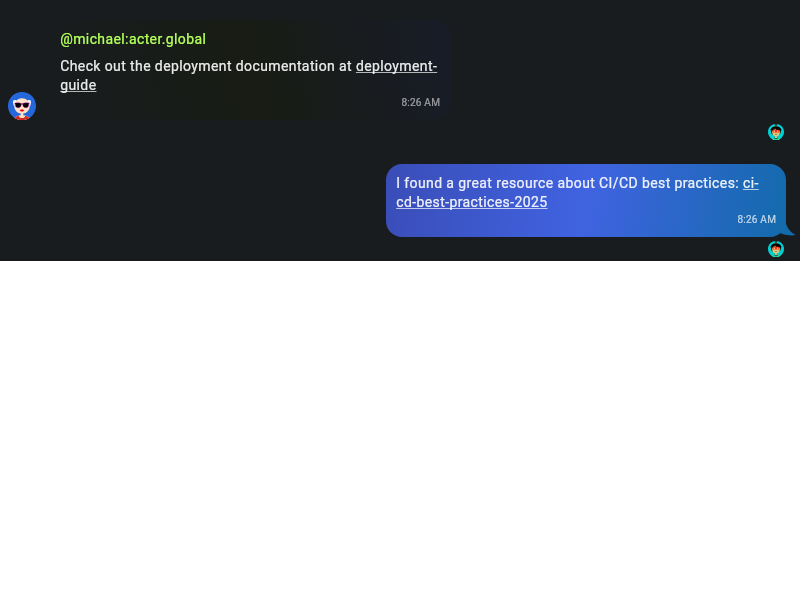 @michael:acter.global
Check out the deployment documentation at deployment-
guide
8:26 AM
I found a great resource about CI/CD best practices: ci-
cd-best-practices-2025
8:26 AM